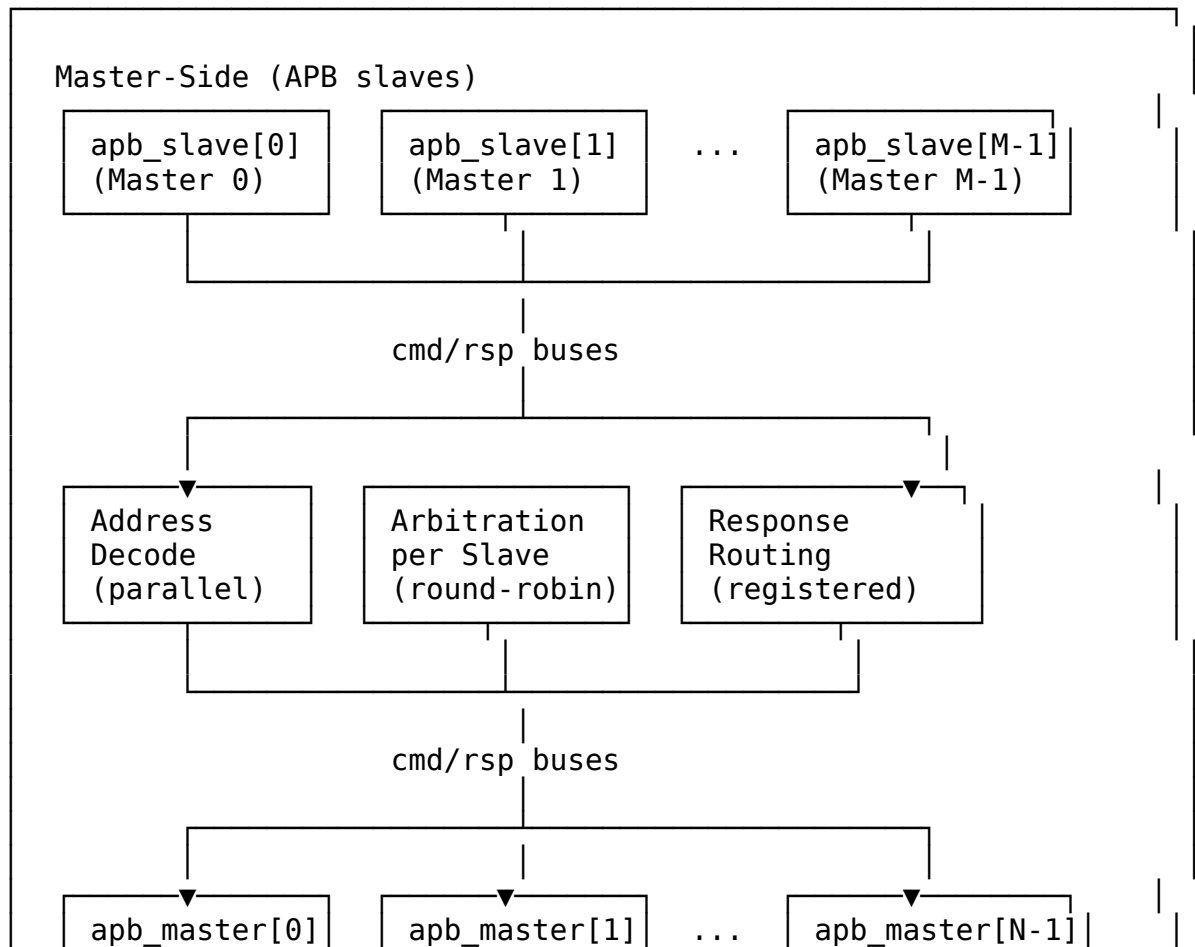 Master-Side (APB slaves)
apb_slave[0] apb_slave[1] ... apb_slave[M-1]
(Master 0) (Master 1) (Master M-1)
cmd/rsp buses
Address Arbitration Response
Decode per Slave Routing
(parallel) (round-robin) (registered)
cmd/rsp buses
apb_master[0] apb_master[1] ... apb_master[N-1]